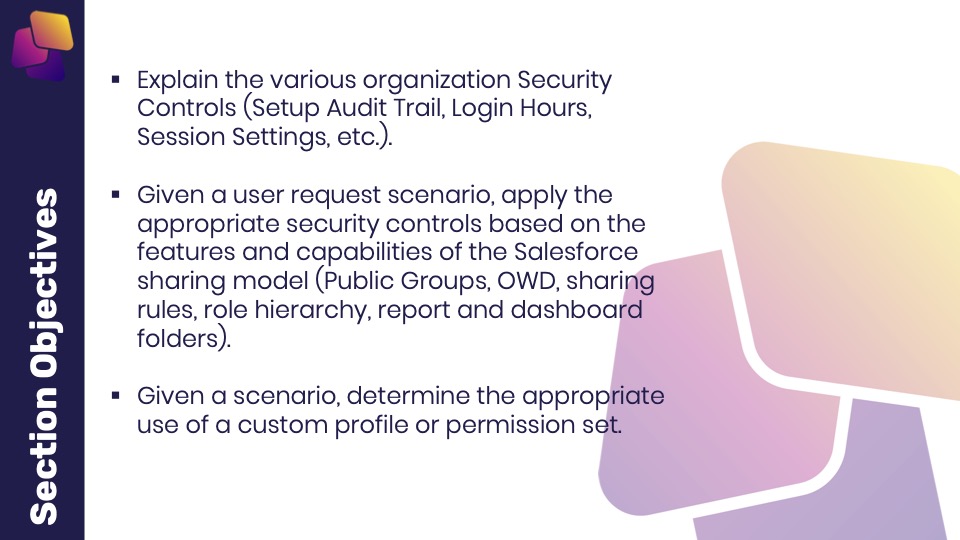 Section Objectives
▪ Explain the various organization Security
Controls (Setup Audit Trail, Login Hours,
Session Settings, etc.).
▪ Given a user request scenario, apply the
appropriate security controls based on the
features and capabilities of the Salesforce
sharing model (Public Groups, OWD, sharing
rules, role hierarchy, report and dashboard
folders).
▪ Given a scenario, determine the appropriate
use of a custom profile or permission set.